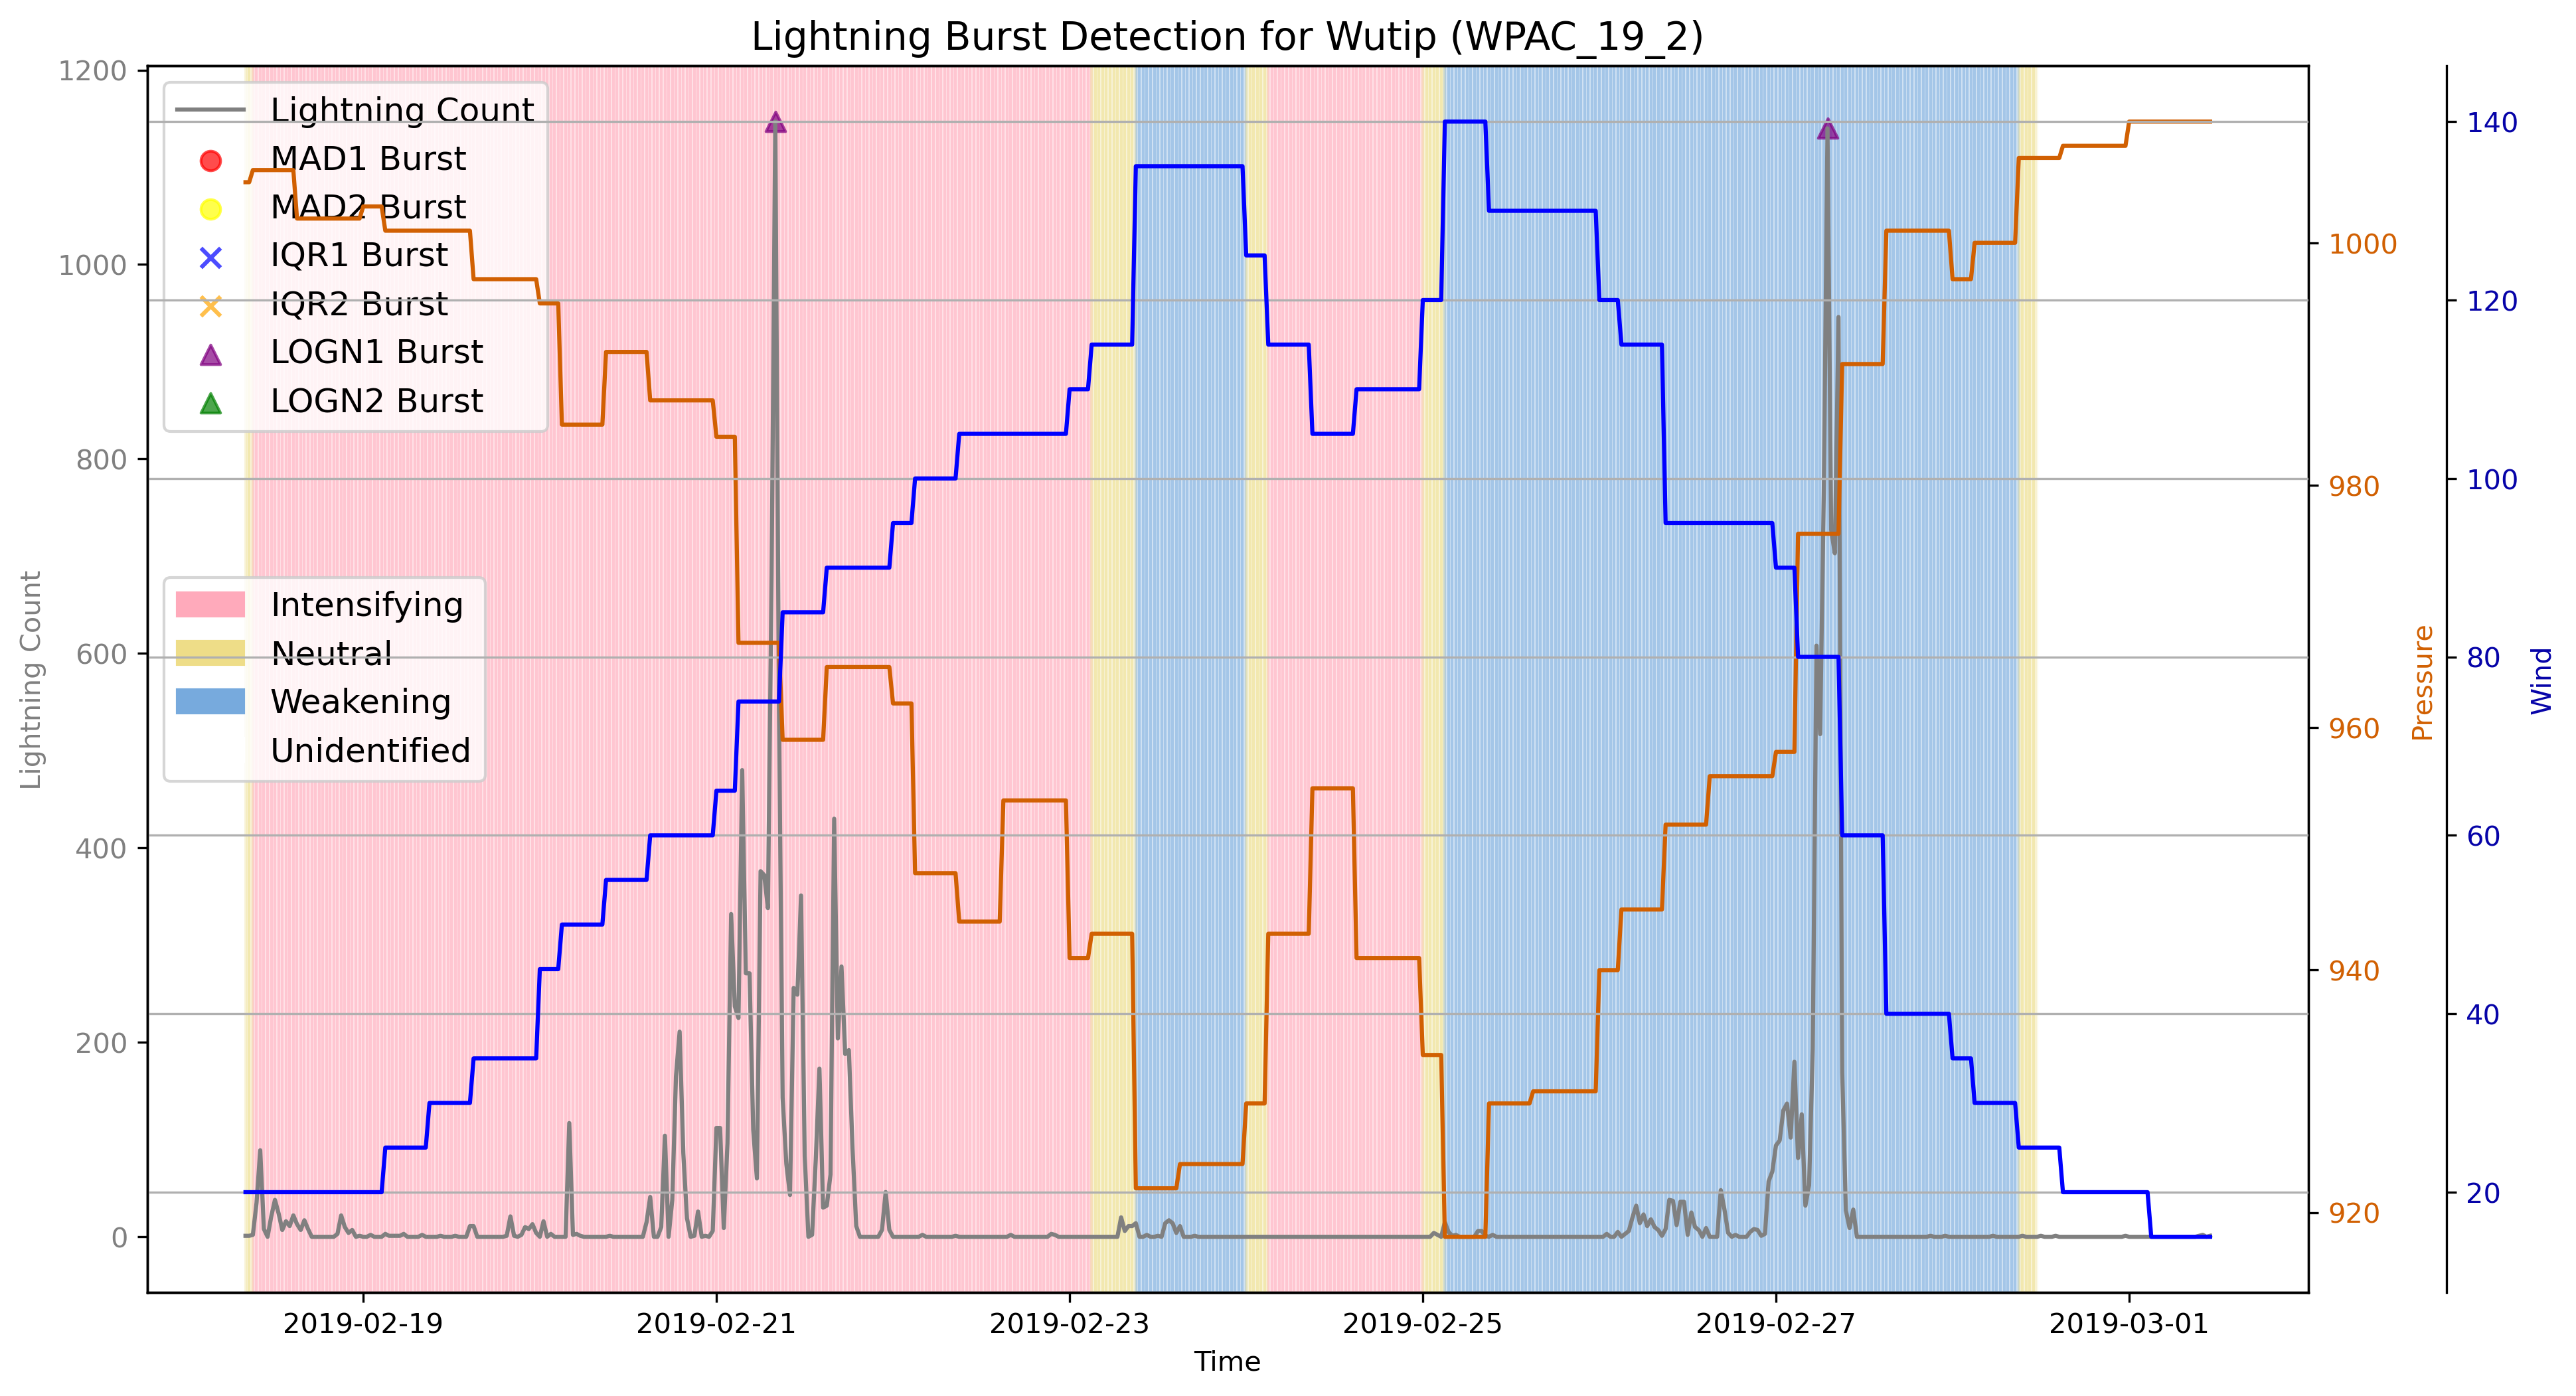 Lightning Burst Detection for Wutip (WPAC_19_2)
Lightning Count
MAD1 Burst
MAD2 Burst
IQR1 Burst
IQR2 Burst
LOGN1 Burst
LOGN2 Burst
Intensifying
Neutral
Weakening
Unidentified
1200
1000
800
600
400
200
0
Lightning Count
1000
980
960
940
920
Pressure
140
120
100
80
60
40
20
Wind
2019-02-19
2019-02-21
2019-02-23
2019-02-25
2019-02-27
2019-03-01
Time